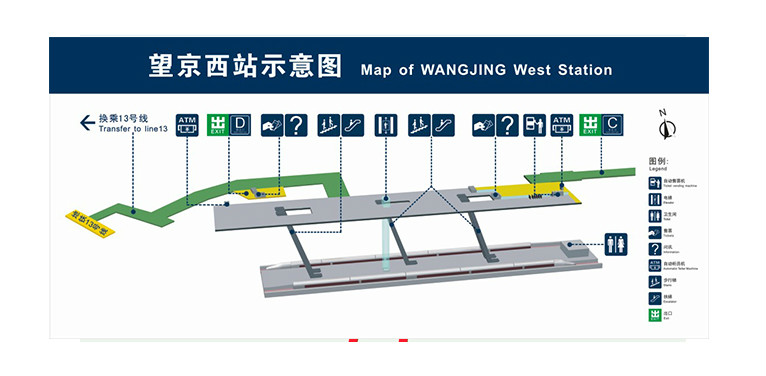 望京西站示意图 Map of WANGJING West Station
换乘13号线
Transfer to line13
ATM
出
EXIT
D
?
?
ATM
出
EXIT
C
N
换乘13号线
图例:
Legend
自动售票机
Ticket vending machine
电梯
Elevator
卫生间
Toilet
售票
Tickets
?
问讯
Information
ATM
自动柜员机
Automatic Teller Machine
步行梯
Stairs
扶梯
Escalator
出
出口
Exit